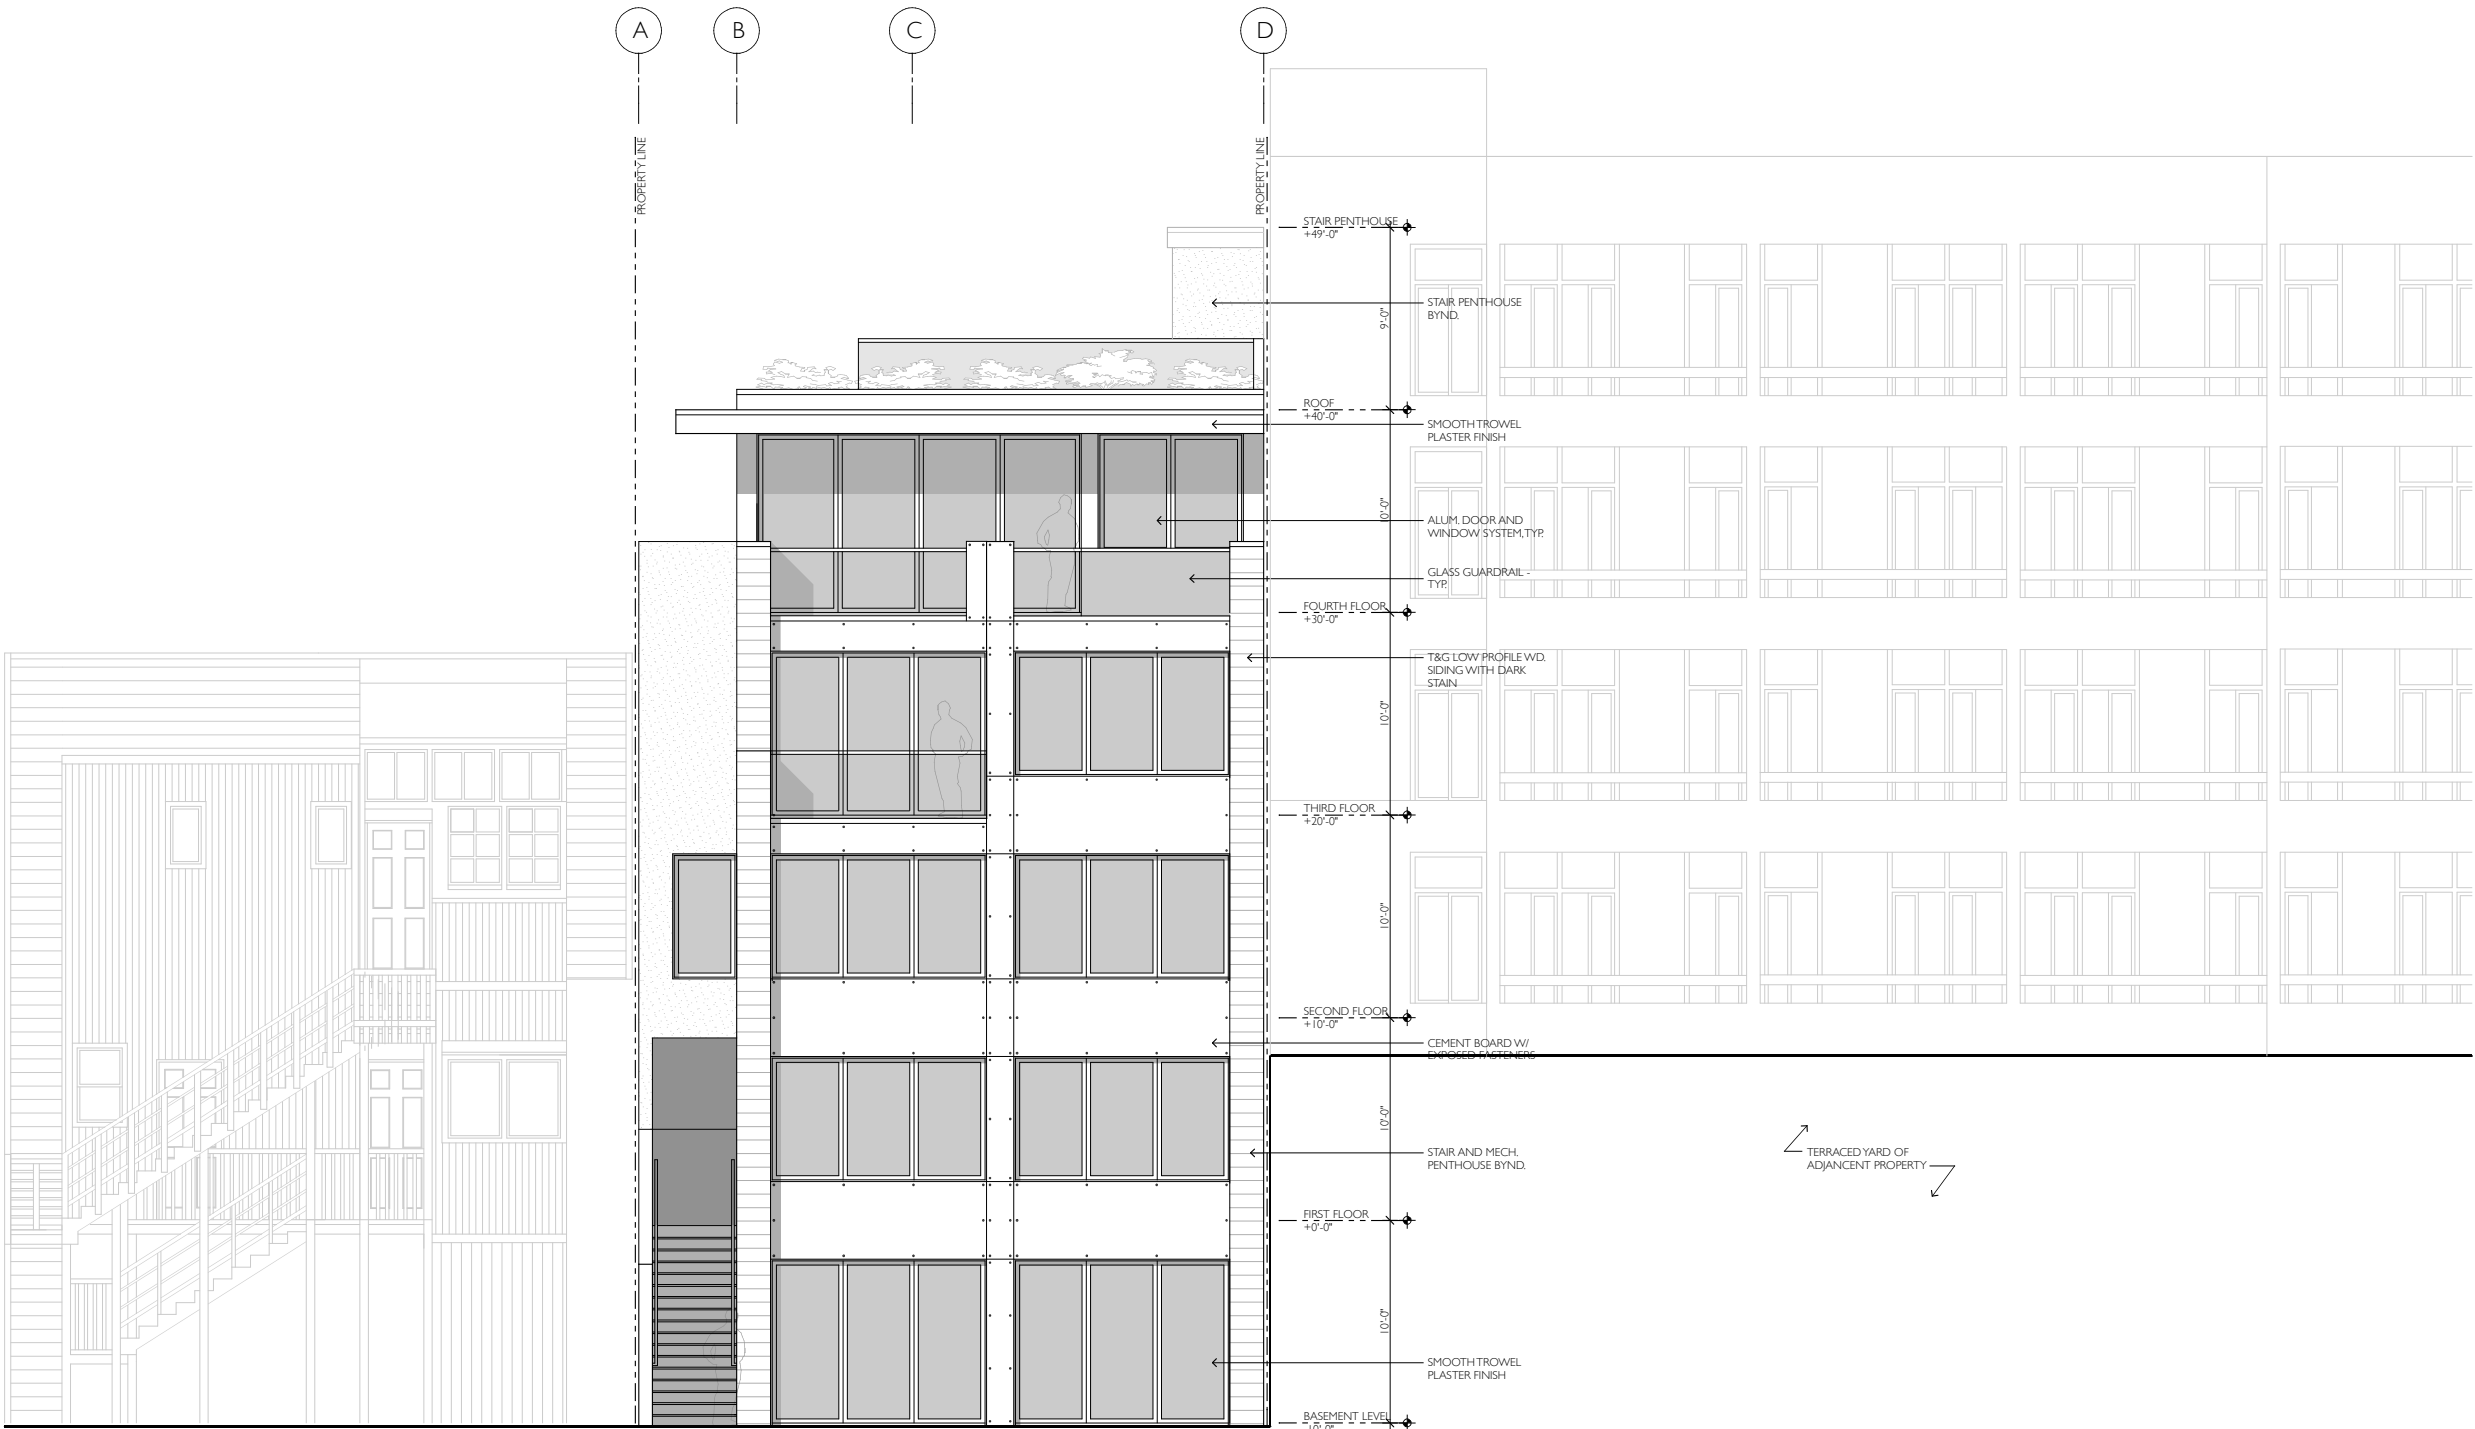 A
B
C
D
PROPERTY LINE
PROPERTY LINE
STAIR PENTHOUSE
+49'-0"
STAIR PENTHOUSE
BYND.
9'-0"
ROOF
+40'-0"
SMOOTH TROWEL
PLASTER FINISH
10'-0"
ALUM. DOOR AND
WINDOW SYSTEM, TYP.
GLASS GUARDRAIL -
TYP.
FOURTH FLOOR
+30'-0"
T&G LOW PROFILE WD.
SIDING WITH DARK
STAIN
10'-0"
THIRD FLOOR
+20'-0"
10'-0"
SECOND FLOOR
+10'-0"
CEMENT BOARD W/
EXPOSED FASTENERS
10'-0"
STAIR AND MECH.
PENTHOUSE BYND.
TERRACED YARD OF
ADJANCENT PROPERTY
FIRST FLOOR
+0'-0"
10'-0"
SMOOTH TROWEL
PLASTER FINISH
BASEMENT LEVEL